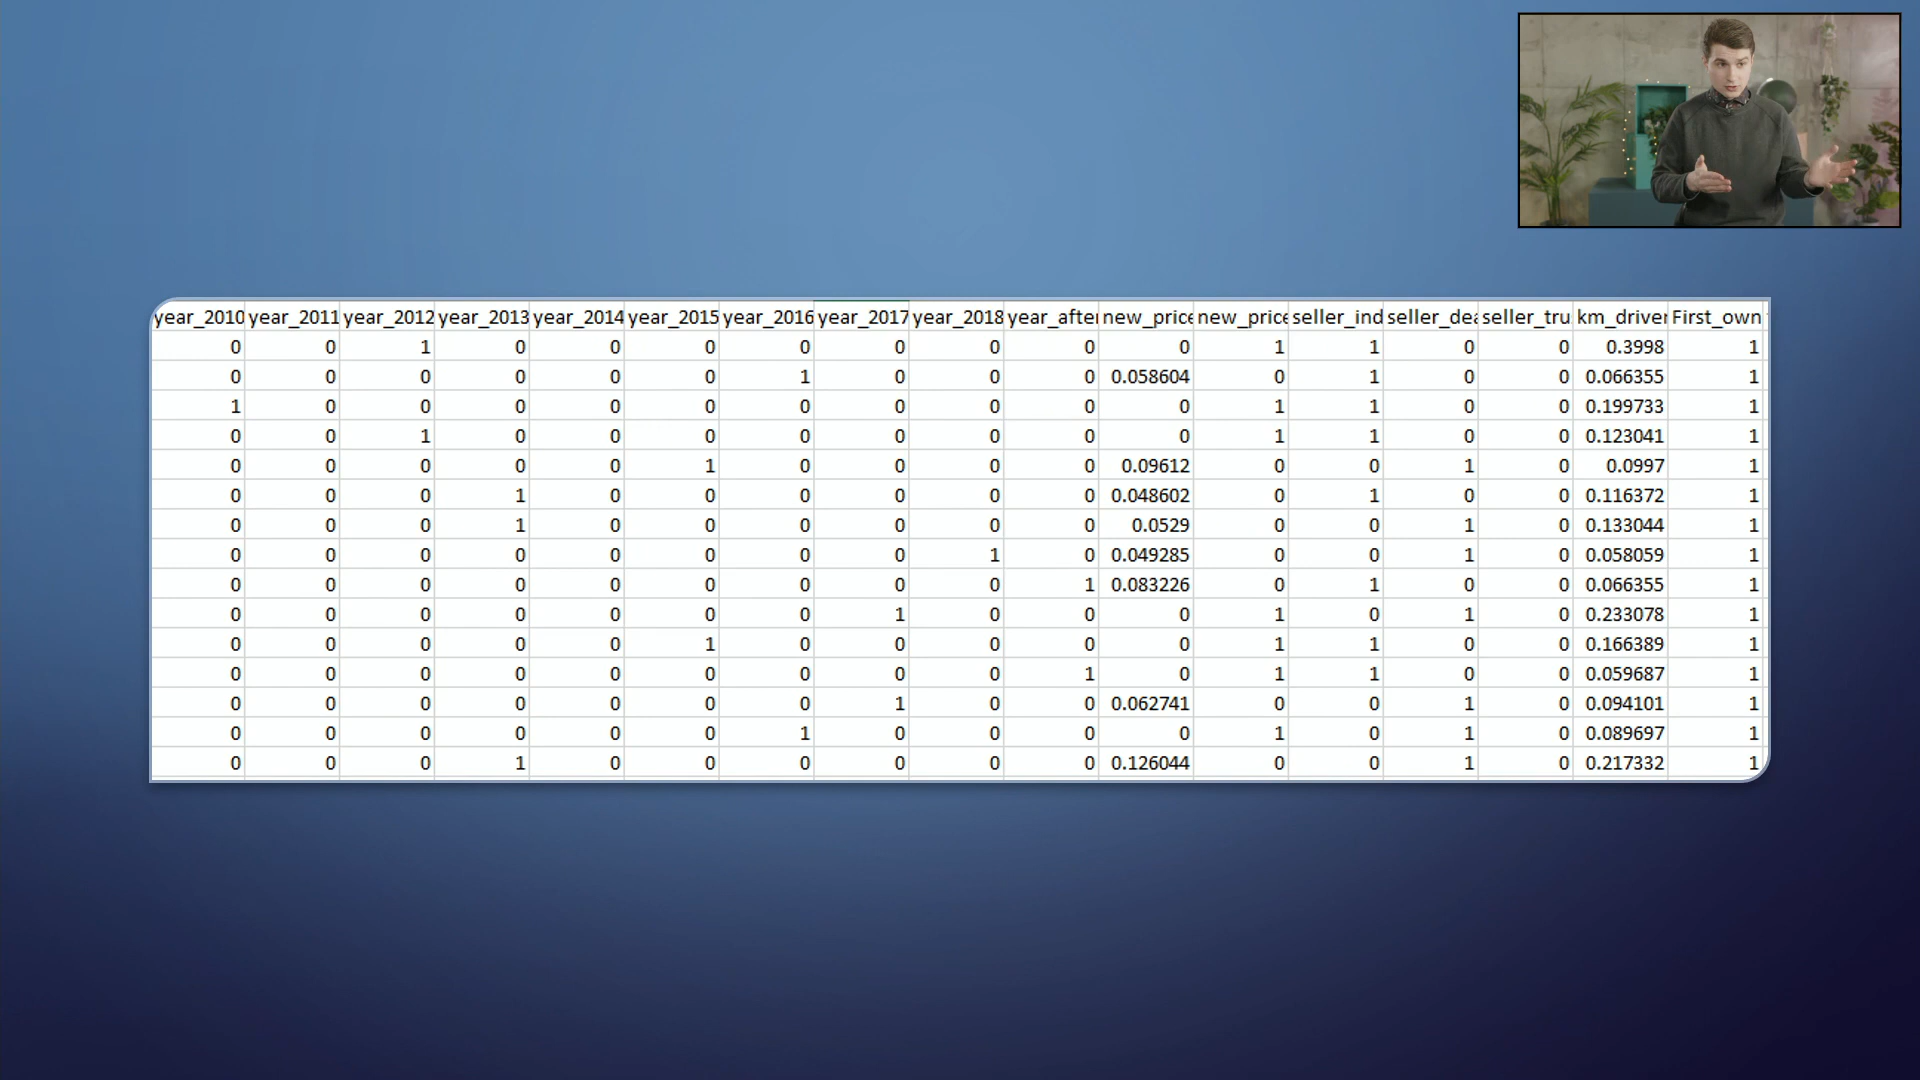 year_2010 year_2011 year_2012 year_2013 year_2014 year_2015 year_2016 year_2017 year_2018 year_after new_price new_price seller_ind seller_dea seller_tru km_driven First_own
0 0 1 0 0 0 0 0 0 0 0 1 1 0 0 0.3998 1
0 0 0 0 0 0 1 0 0 0 0.058604 0 1 0 0 0.066355 1
1 0 0 0 0 0 0 0 0 0 0 1 1 0 0 0.199733 1
0 0 1 0 0 0 0 0 0 0 0 1 1 0 0 0.123041 1
0 0 0 0 0 1 0 0 0 0 0.09612 0 0 1 0 0.0997 1
0 0 0 1 0 0 0 0 0 0 0.048602 0 1 0 0 0.116372 1
0 0 0 1 0 0 0 0 0 0 0.0529 0 0 1 0 0.133044 1
0 0 0 0 0 0 0 0 1 0 0.049285 0 0 1 0 0.058059 1
0 0 0 0 0 0 0 0 0 1 0.083226 0 1 0 0 0.066355 1
0 0 0 0 0 0 0 1 0 0 0 1 0 1 0 0.233078 1
0 0 0 0 0 1 0 0 0 0 0 1 1 0 0 0.166389 1
0 0 0 0 0 0 0 0 0 1 0 1 1 0 0 0.059687 1
0 0 0 0 0 0 0 1 0 0 0.062741 0 0 1 0 0.094101 1
0 0 0 0 0 0 1 0 0 0 0 1 0 1 0 0.089697 1
0 0 0 1 0 0 0 0 0 0 0.126044 0 0 1 0 0.217332 1